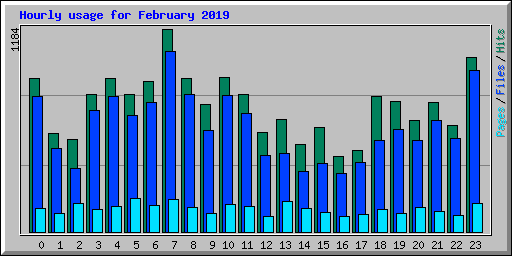 Hourly usage for February 2019
1184
Pages/Files/Hits
0 1 2 3 4 5 6 7 8 9 10 11 12 13 14 15 16 17 18 19 20 21 22 23